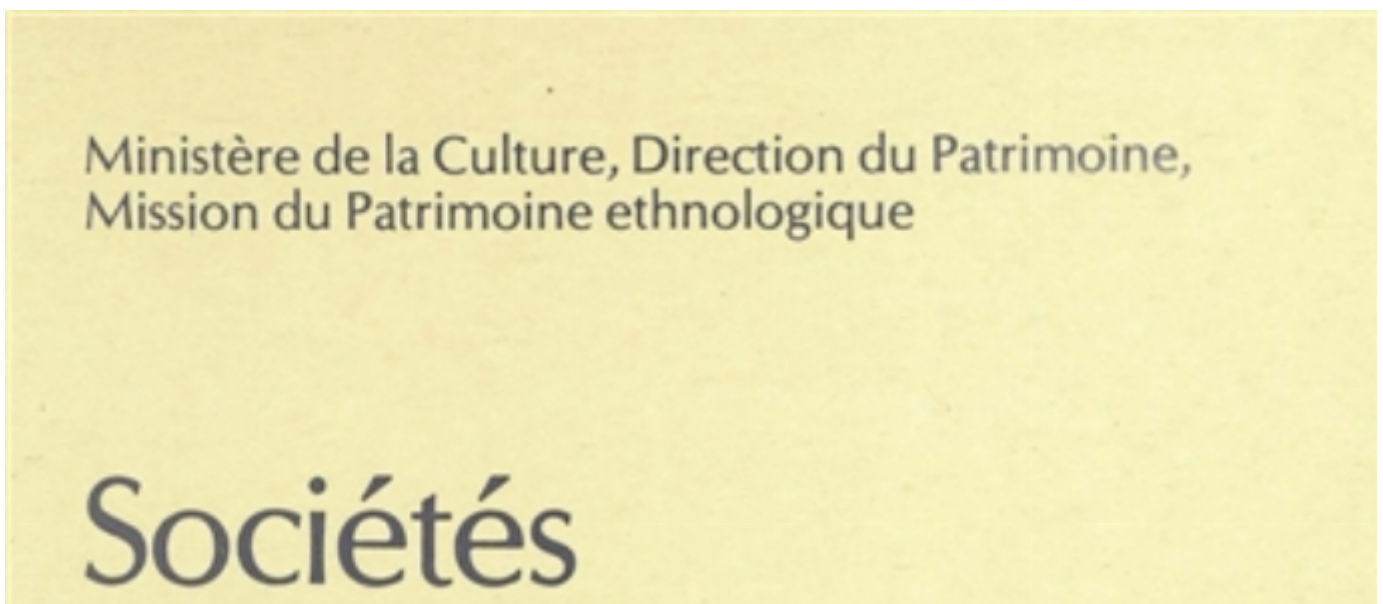 Ministère de la Culture, Direction du Patrimoine,
Mission du Patrimoine ethnologique
Sociétés